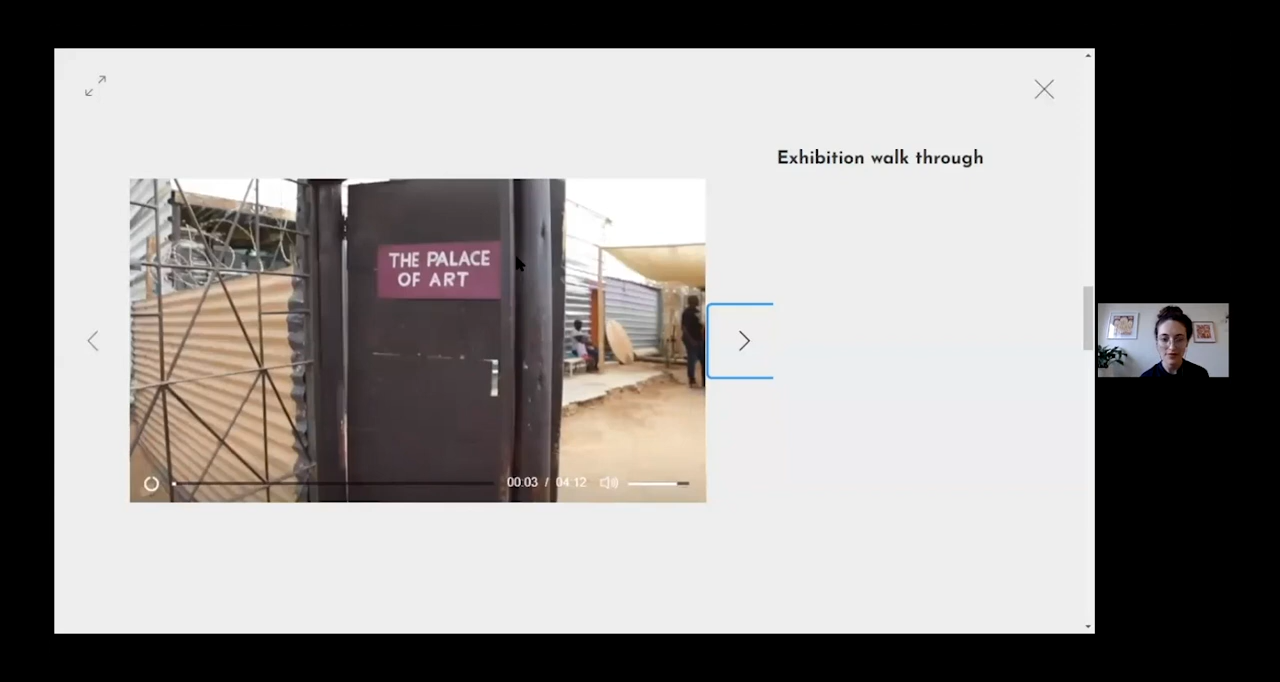 Exhibition walk through
THE PALACE
OF ART
00:03 / 04:12